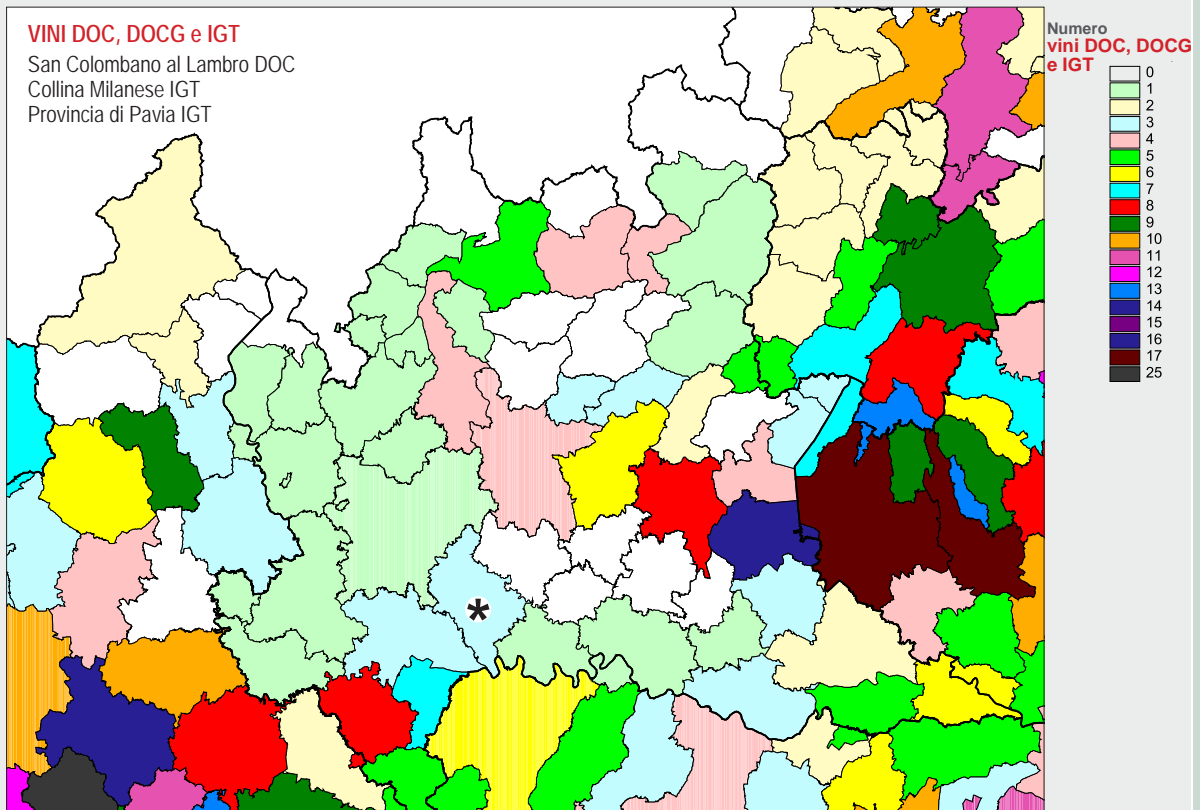 VINI DOC, DOCG e IGT
San Colombano al Lambro DOC
Collina Milanese IGT
Provincia di Pavia IGT
Numero
vini DOC, DOCG
e IGT
0
1
2
3
4
5
6
7
8
9
10
11
12
13
14
15
16
17
25
*